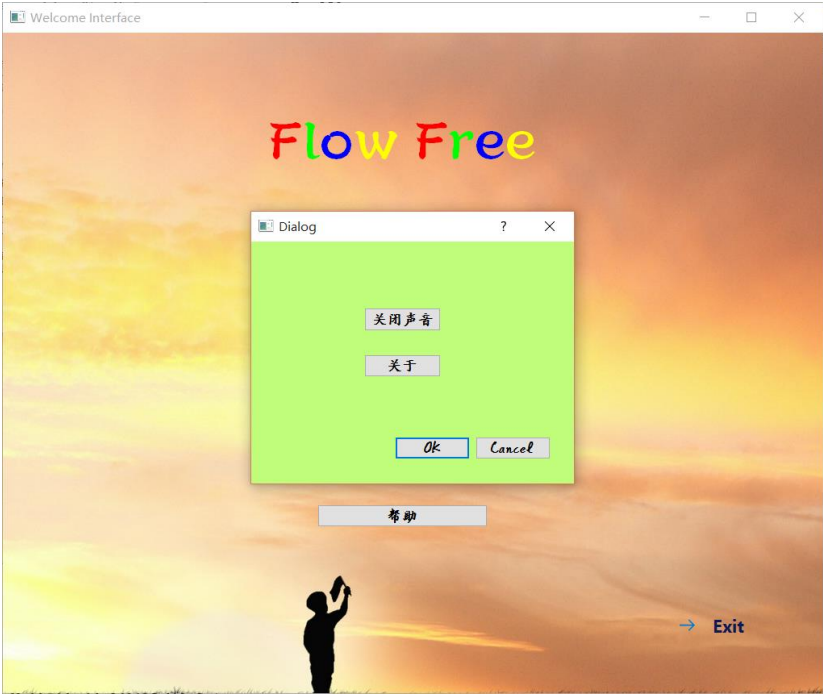 Welcome Interface
Flow Free
Dialog
?
关闭声音
关于
Ok Cancel
帮助
→ Exit